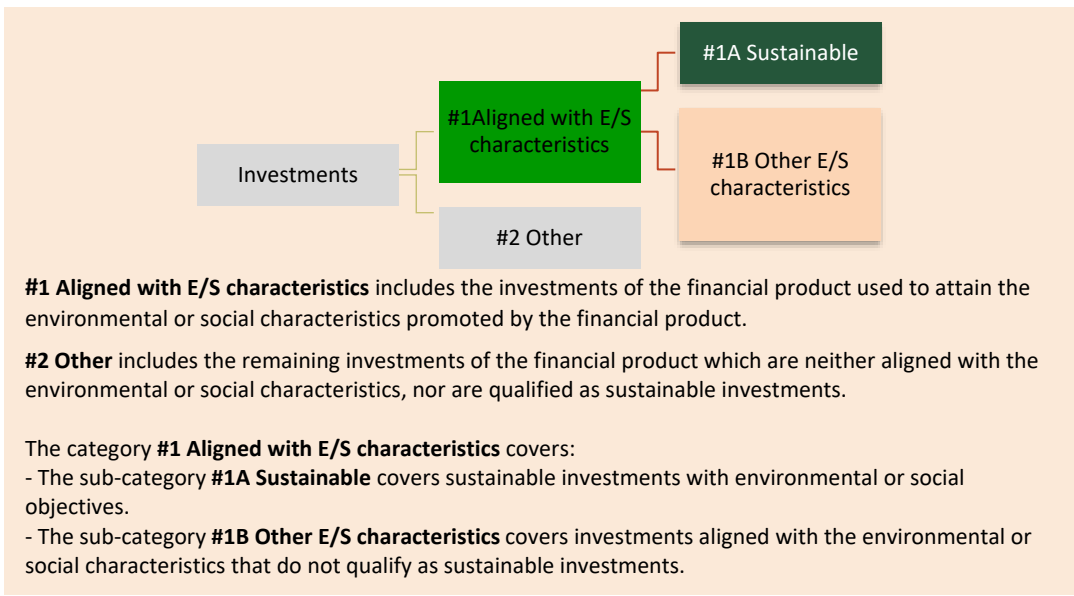 #1A Sustainable
#1Aligned with E/S
characteristics
#1B Other E/S
characteristics
Investments
#2 Other
#1 Aligned with E/S characteristics includes the investments of the financial product used to attain the
environmental or social characteristics promoted by the financial product.
#2 Other includes the remaining investments of the financial product which are neither aligned with the
environmental or social characteristics, nor are qualified as sustainable investments.
The category #1 Aligned with E/S characteristics covers:
- The sub-category #1A Sustainable covers sustainable investments with environmental or social
objectives.
- The sub-category #1B Other E/S characteristics covers investments aligned with the environmental or
social characteristics that do not qualify as sustainable investments.